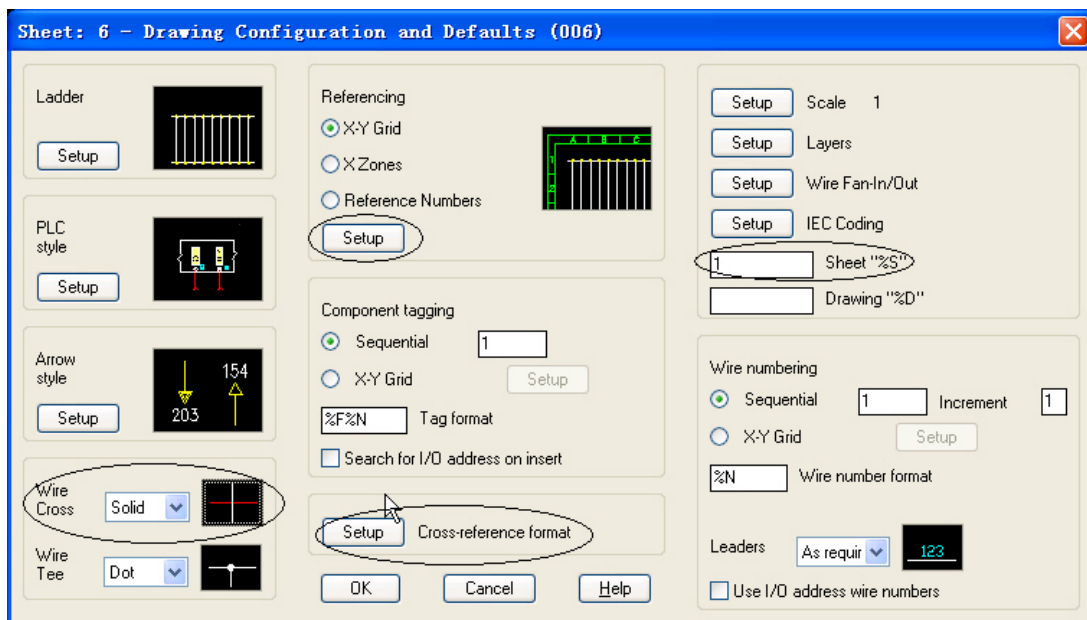 Sheet: 6 - Drawing Configuration and Defaults (006)
Ladder
Setup
PLC
style
Setup
Arrow
style
Setup
154
203
Wire
Cross
Solid
Wire
Tee
Dot
Referencing
X-Y Grid
X Zones
Reference Numbers
Setup
A B C
1
2
Component tagging
Sequential 1
X-Y Grid Setup
%F%N Tag format
Search for I/O address on insert
Setup Cross-reference format
OK Cancel Help
Setup Scale 1
Setup Layers
Setup Wire Fan-In/Out
Setup IEC Coding
1 Sheet "%S"
Drawing "%D"
Wire numbering
Sequential 1 Increment 1
X-Y Grid Setup
%N Wire number format
Leaders As requir 123
Use I/O address wire numbers